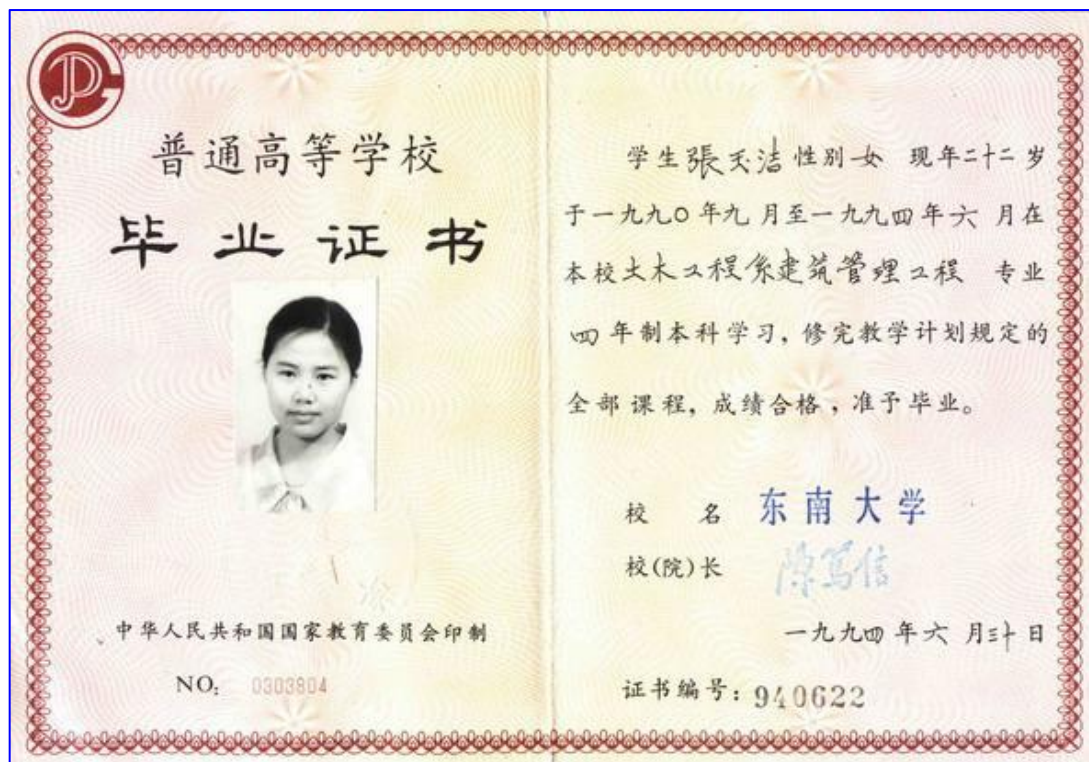 普通高等学校
毕业证书
中华人民共和国国家教育委员会印制
NO: 0303804
学生張天洁性别女 现年二十二岁
于一九九〇年九月至一九九四年六月在
本校土木工程系建筑管理工程 专业
四年制本科学习，修完教学计划规定的
全部课程，成绩合格，准予毕业。
校 名 东南大学
校(院)长 陳笃信
一九九四年六月三十日
证书编号：940622